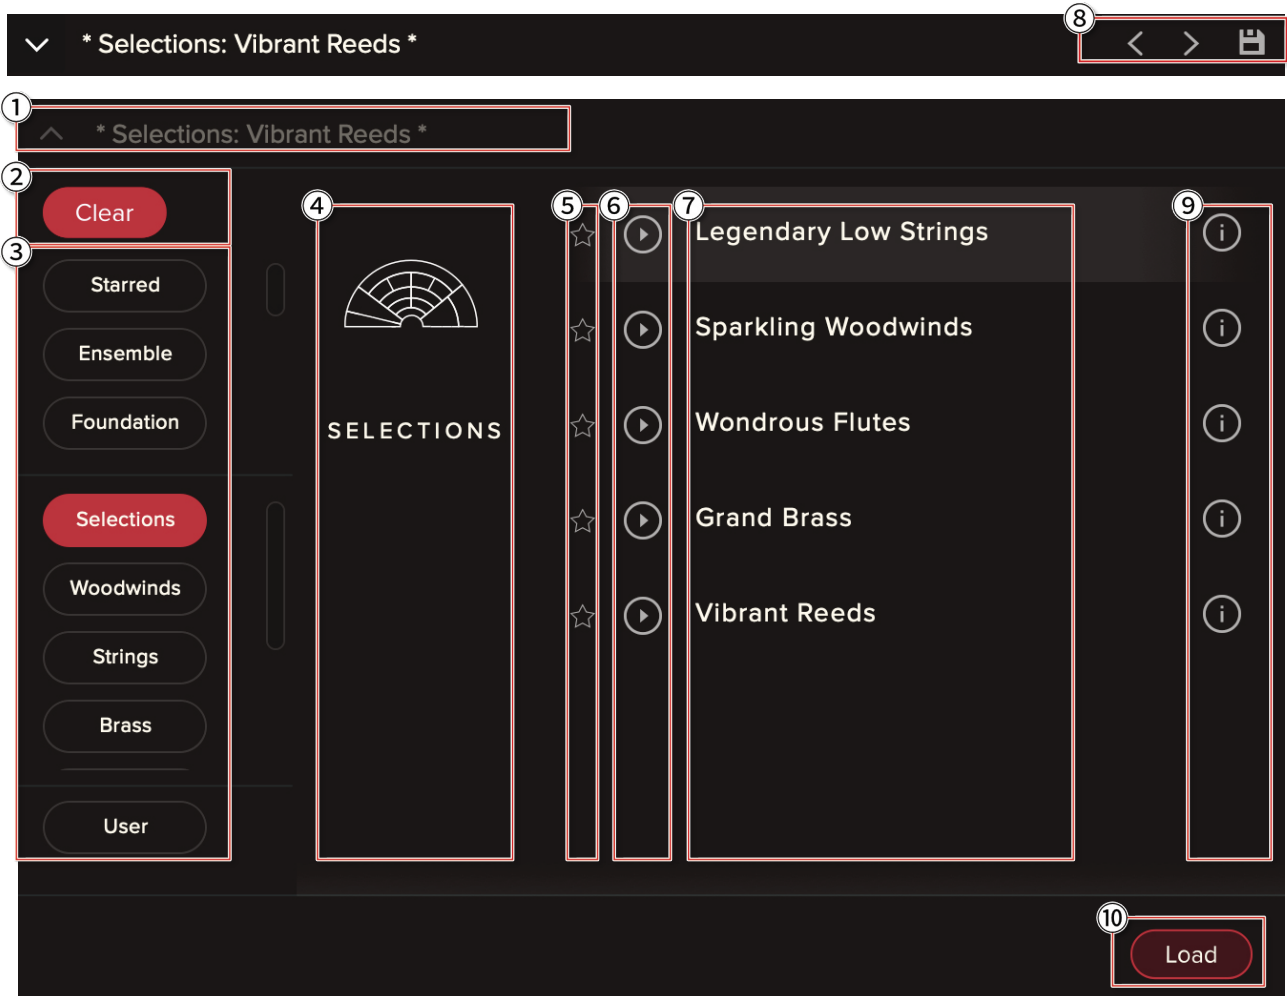 8
* Selections: Vibrant Reeds *
1
* Selections: Vibrant Reeds *
2
Clear
3
Starred
Ensemble
Foundation
Selections
Woodwinds
Strings
Brass
User
4
SELECTIONS
5
6
7
9
Legendary Low Strings
Sparkling Woodwinds
Wondrous Flutes
Grand Brass
Vibrant Reeds
10
Load